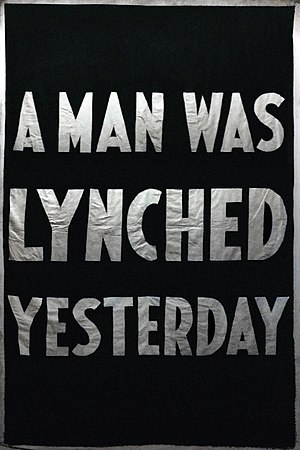 A MAN WAS
LYNCHED
YESTERDAY